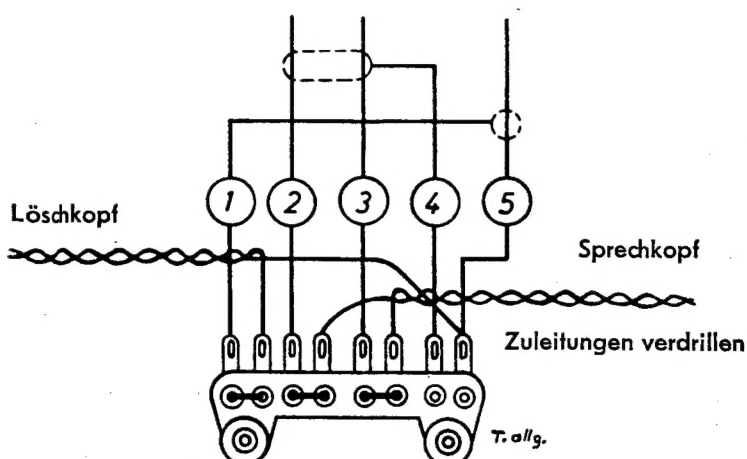 1 2 3 4 5
Löschkopf
Sprechkopf
Zuleitungen verdrillen
T. allg.